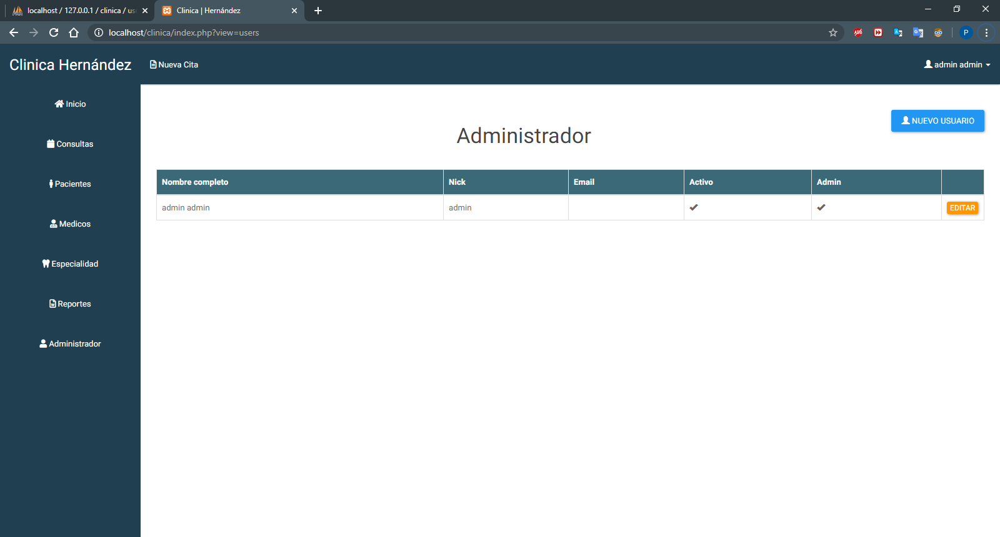 localhost / 127.0.0.1 / clinica / us
Clinica | Hernández
localhost/clinica/index.php?view=users
ADS
P
Clinica Hernández
Nueva Cita
admin admin
Inicio
Consultas
Pacientes
Medicos
Especialidad
Reportes
Administrador
NUEVO USUARIO
Administrador
Nombre completo Nick Email Activo Admin
admin admin admin EDITAR